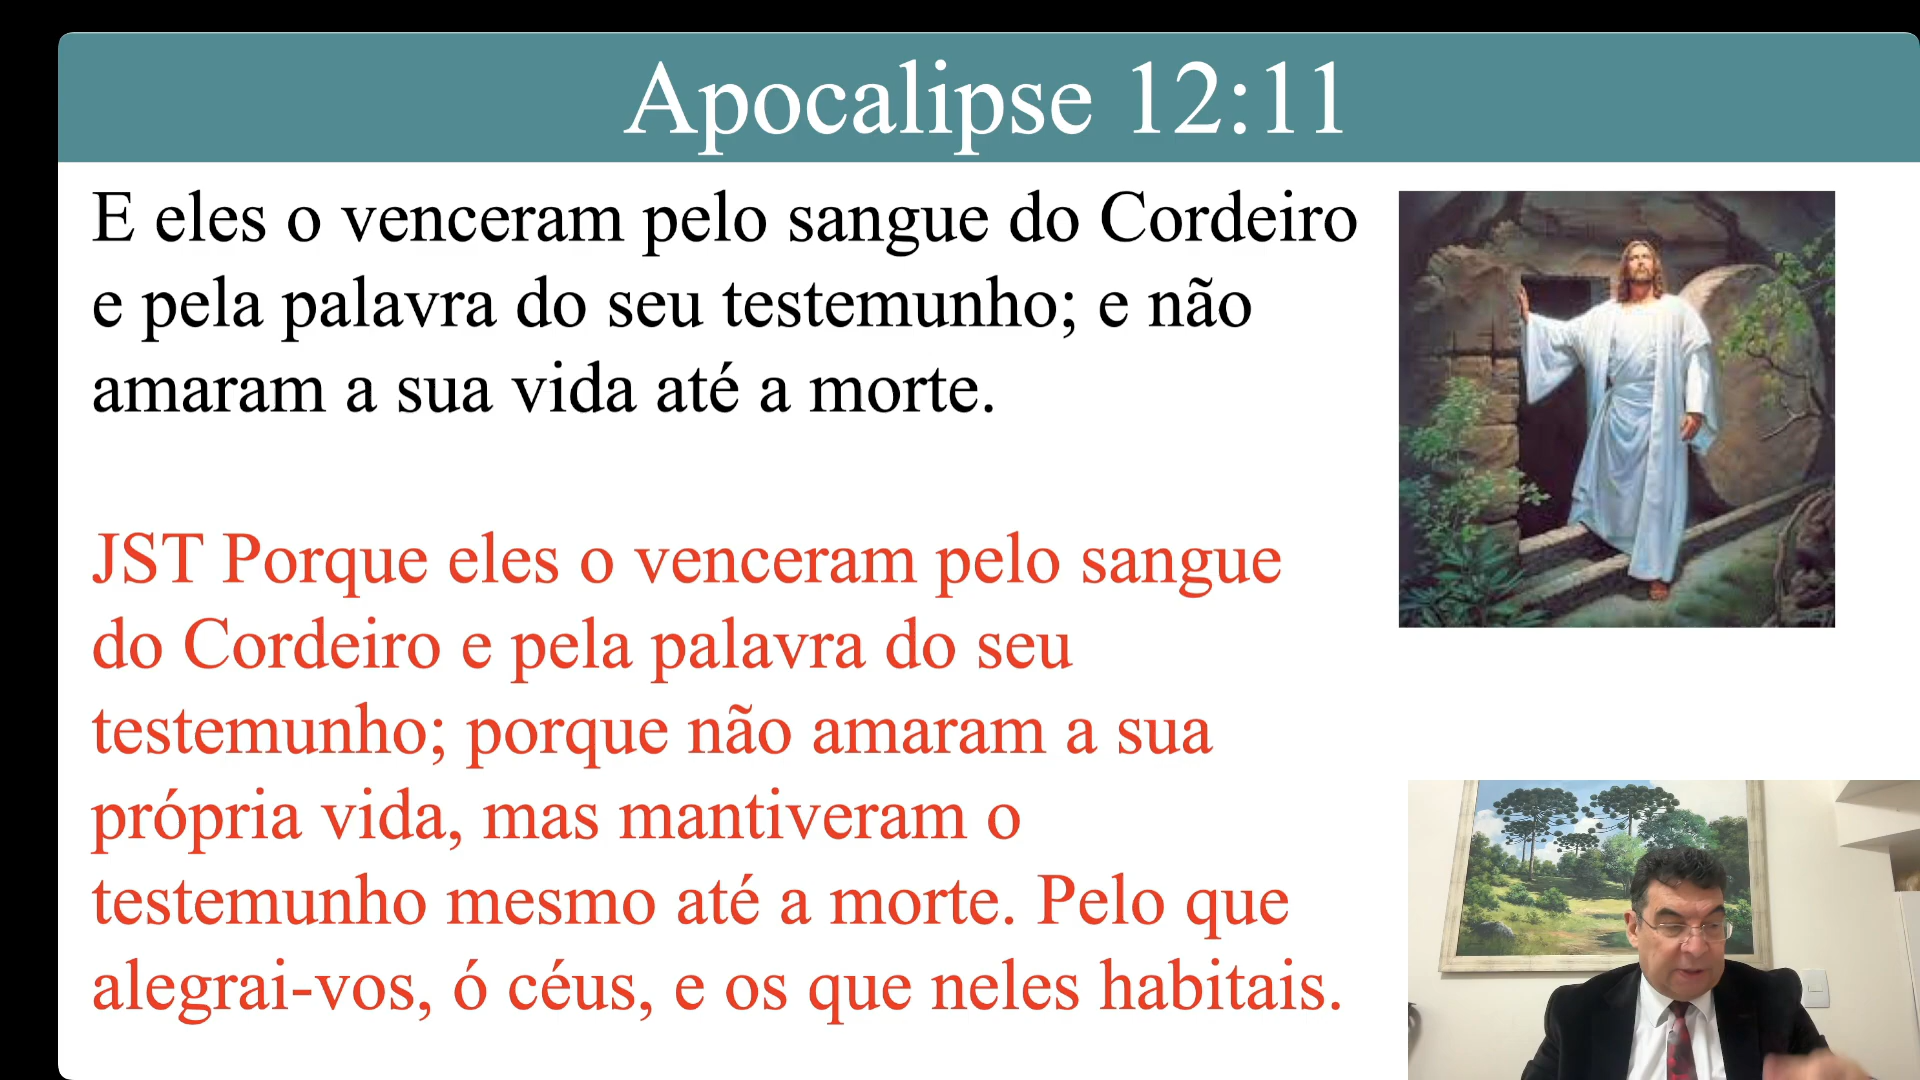 Apocalipse 12:11
E eles o venceram pelo sangue do Cordeiro
e pela palavra do seu testemunho; e não
amaram a sua vida até a morte.
JST Porque eles o venceram pelo sangue
do Cordeiro e pela palavra do seu
testemunho; porque não amaram a sua
própria vida, mas mantiveram o
testemunho mesmo até a morte. Pelo que
alegrai-vos, ó céus, e os que neles habitais.